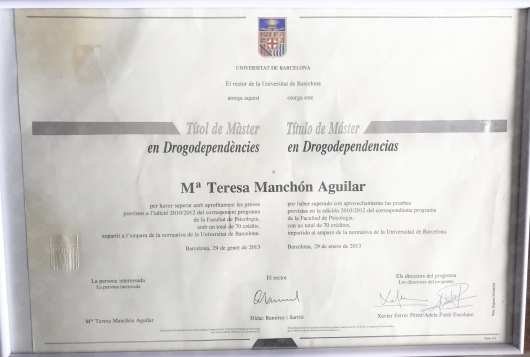 UNIVERSITAT DE BARCELONA
El rector de la Universitat de Barcelona
atorga aquest
otorga este
Títol de Màster
en Drogodependències
Título de Máster
en Drogodependencias
a
Mª Teresa Manchón Aguilar
per haver superat amb aprofitament les proves
previstes a l'edició 2010/2012 del corresponent programa
de la Facultat de Psicologia,
amb un total de 70 crèdits,
impartit a l'empara de la normativa de la Universitat de Barcelona.
Barcelona, 29 de gener de 2013
por haber superado con aprovechamiento las pruebas
previstas en la edición 2010/2012 del correspondiente programa
de la Facultad de Psicología,
con un total de 70 créditos,
impartido al amparo de la normativa de la Universidad de Barcelona.
Barcelona, 29 de enero de 2013
La persona interessada
La persona interesada
Mª Teresa Manchón Aguilar
El rector
Dídac Ramírez i Sarrió
Els directors del programa
Los directores del programa
Xavier Ferrer Pérez/Adela Fusté Escolano